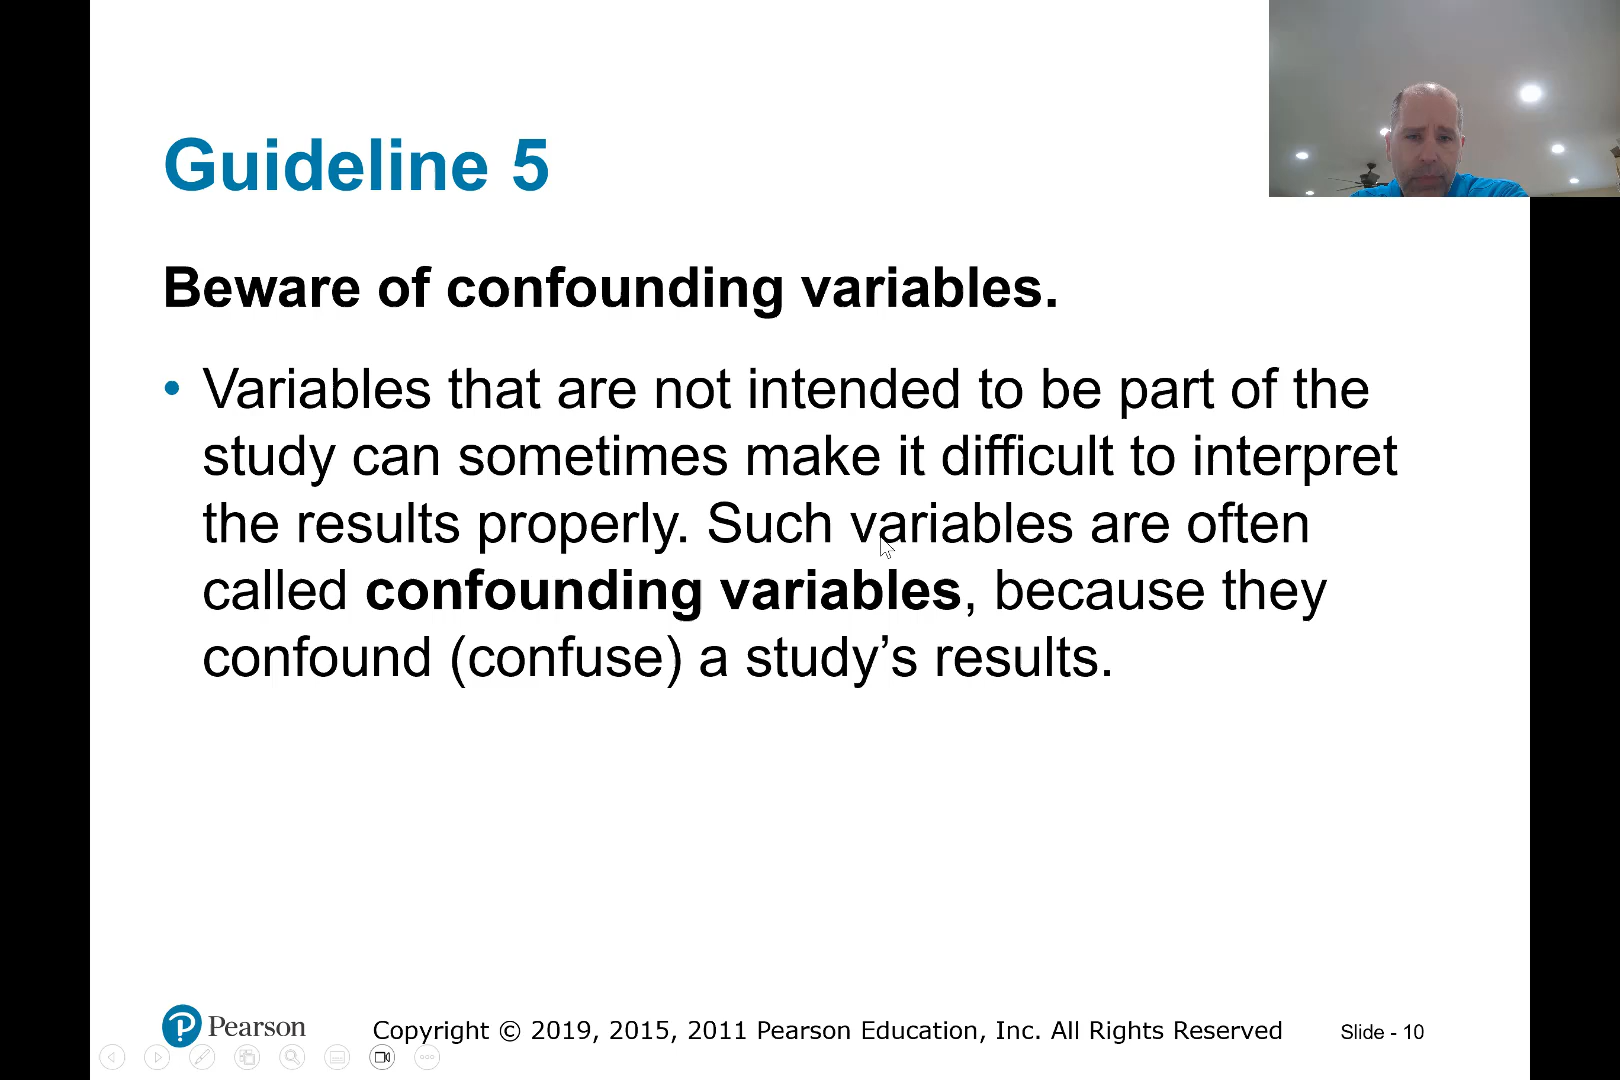 Guideline 5
Beware of confounding variables.
• Variables that are not intended to be part of the
study can sometimes make it difficult to interpret
the results properly. Such variables are often
called confounding variables, because they
confound (confuse) a study’s results.
Pearson
Copyright © 2019, 2015, 2011 Pearson Education, Inc. All Rights Reserved
Slide - 10